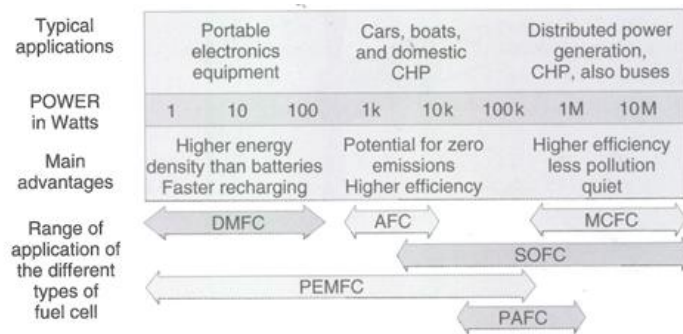 Typical
applications
Portable
electronics
equipment
Cars, boats,
and domestic
CHP
Distributed power
generation,
CHP, also buses
POWER
in Watts
1 10 100 1k 10k 100k 1M 10M
Main
advantages
Higher energy
density than batteries
Faster recharging
Potential for zero
emissions
Higher efficiency
Higher efficiency
less pollution
quiet
Range of
application of
the different
types of
fuel cell
DMFC AFC MCFC
SOFC
PEMFC
PAFC